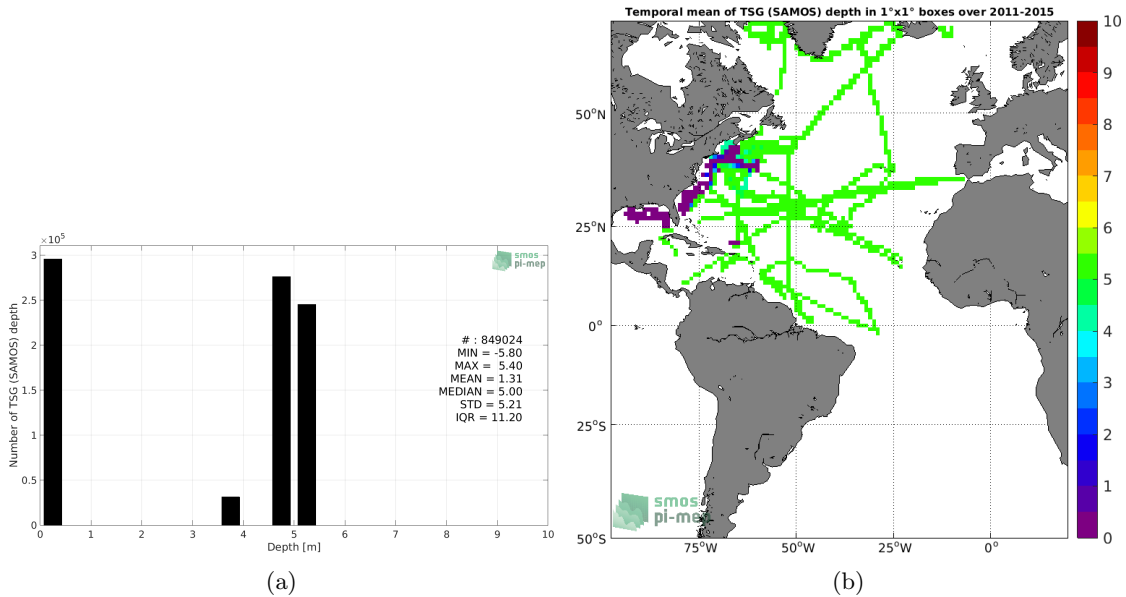 ×10⁵
3
2.5
2
1.5
1
0.5
0
Number of TSG (SAMOS) depth
0 1 2 3 4 5 6 7 8 9 10
Depth [m]
smos
pi-mep
# : 849024
MIN = -5.80
MAX = 5.40
MEAN = 1.31
MEDIAN = 5.00
STD = 5.21
IQR = 11.20
(a)
Temporal mean of TSG (SAMOS) depth in 1°x1° boxes over 2011-2015
50°N
25°N
0°
25°S
50°S
75°W 50°W 25°W 0°
smos
pi-mep
10
9
8
7
6
5
4
3
2
1
0
(b)